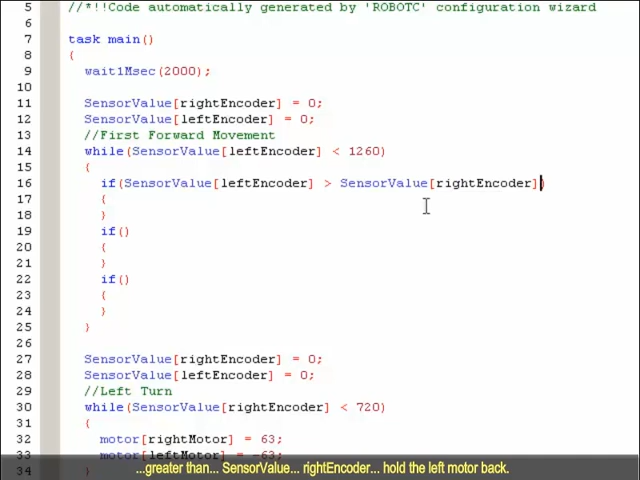 5 //*!!Code automatically generated by 'ROBOTC' configuration wizard
6
7 task main()
8 {
9 wait1Msec(2000);
10
11 SensorValue[rightEncoder] = 0;
12 SensorValue[leftEncoder] = 0;
13 //First Forward Movement
14 while(SensorValue[leftEncoder] < 1260)
15 {
16 if(SensorValue[leftEncoder] > SensorValue[rightEncoder])
17 {
18 }
19 if()
20 {
21 }
22 if()
23 {
24 }
25 }
26
27 SensorValue[rightEncoder] = 0;
28 SensorValue[leftEncoder] = 0;
29 //Left Turn
30 while(SensorValue[rightEncoder] < 720)
31 {
32 motor[rightMotor] = 63;
33 motor[leftMotor] = -63;
34 }
...greater than... SensorValue... rightEncoder... hold the left motor back.